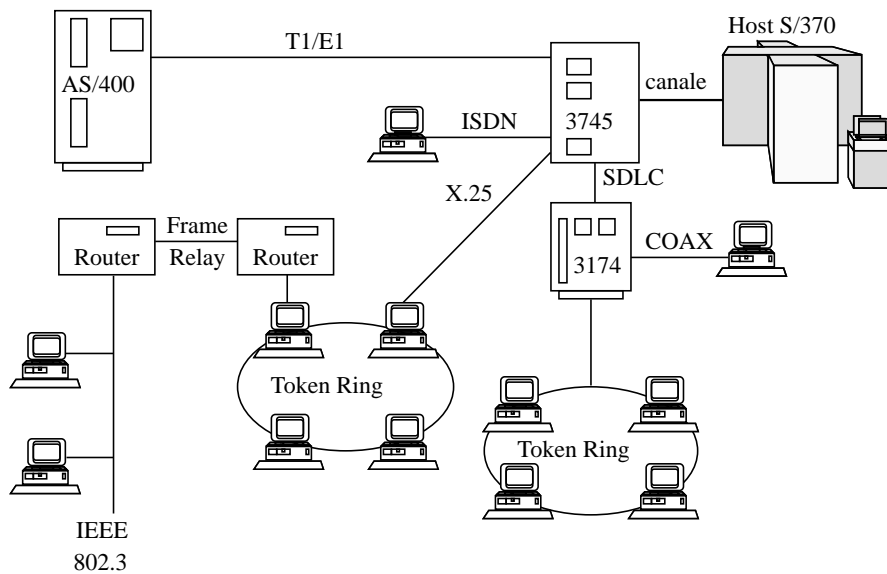 Host S/370
T1/E1
AS/400
canale
ISDN
3745
SDLC
X.25
Frame
Relay
Router
Router
COAX
3174
Token Ring
Token Ring
IEEE
802.3